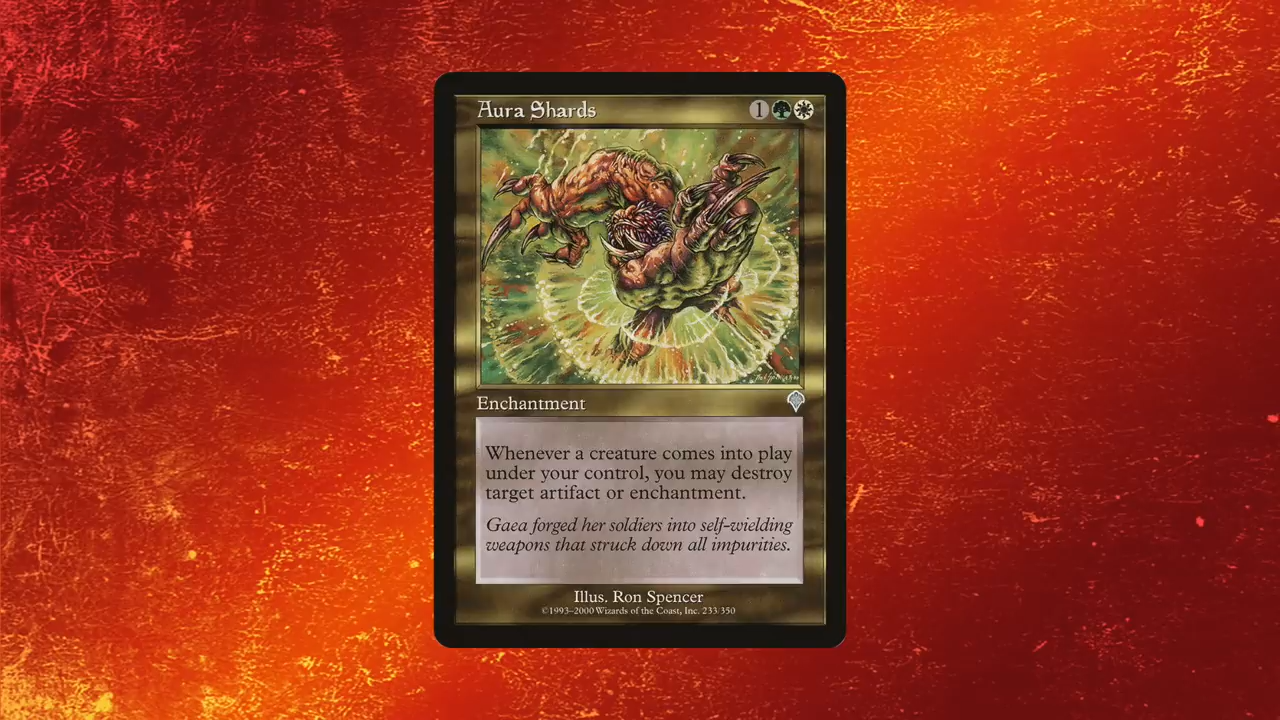 Aura Shards 1
Enchantment
Whenever a creature comes into play
under your control, you may destroy
target artifact or enchantment.
Gaea forged her soldiers into self-wielding
weapons that struck down all impurities.
Illus. Ron Spencer
©1993–2000 Wizards of the Coast, Inc. 233/350